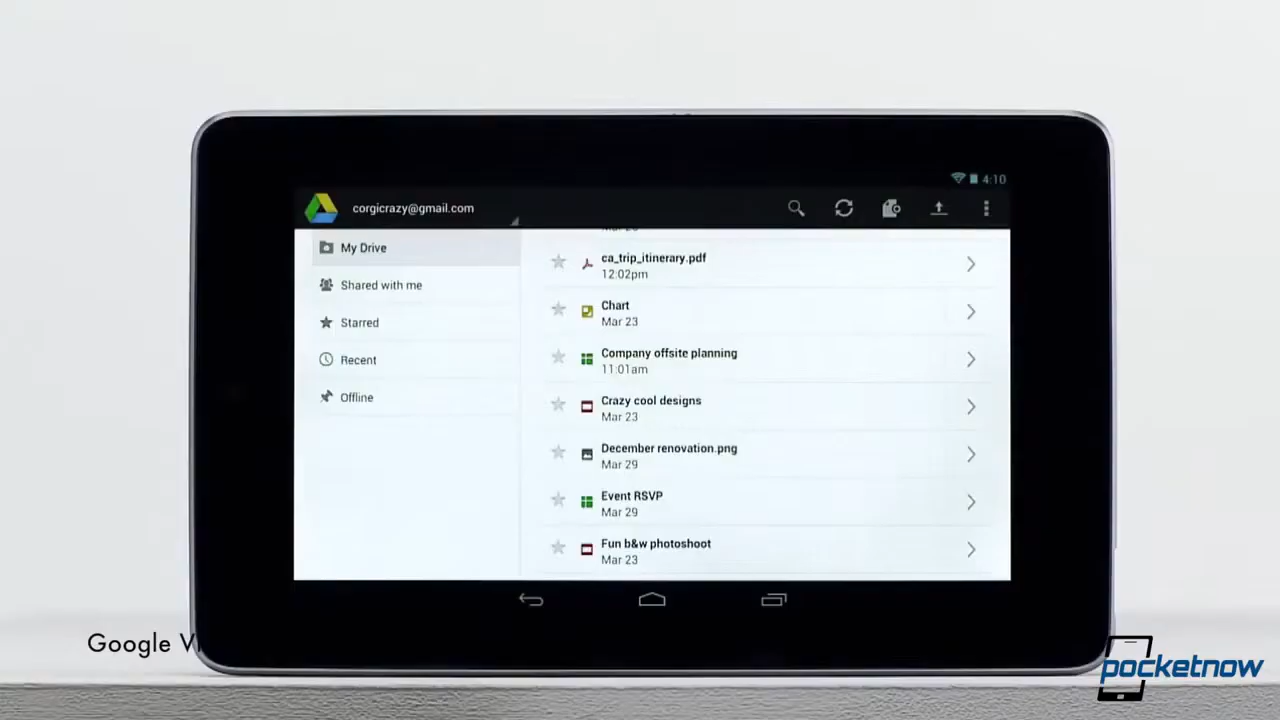 4:10
corgicrazy@gmail.com
My Drive
Shared with me
Starred
Recent
Offline
ca_trip_itinerary.pdf
12:02pm
Chart
Mar 23
Company offsite planning
11:01am
Crazy cool designs
Mar 23
December renovation.png
Mar 29
Event RSVP
Mar 29
Fun b&w photoshoot
Mar 23
Google
pocketnow